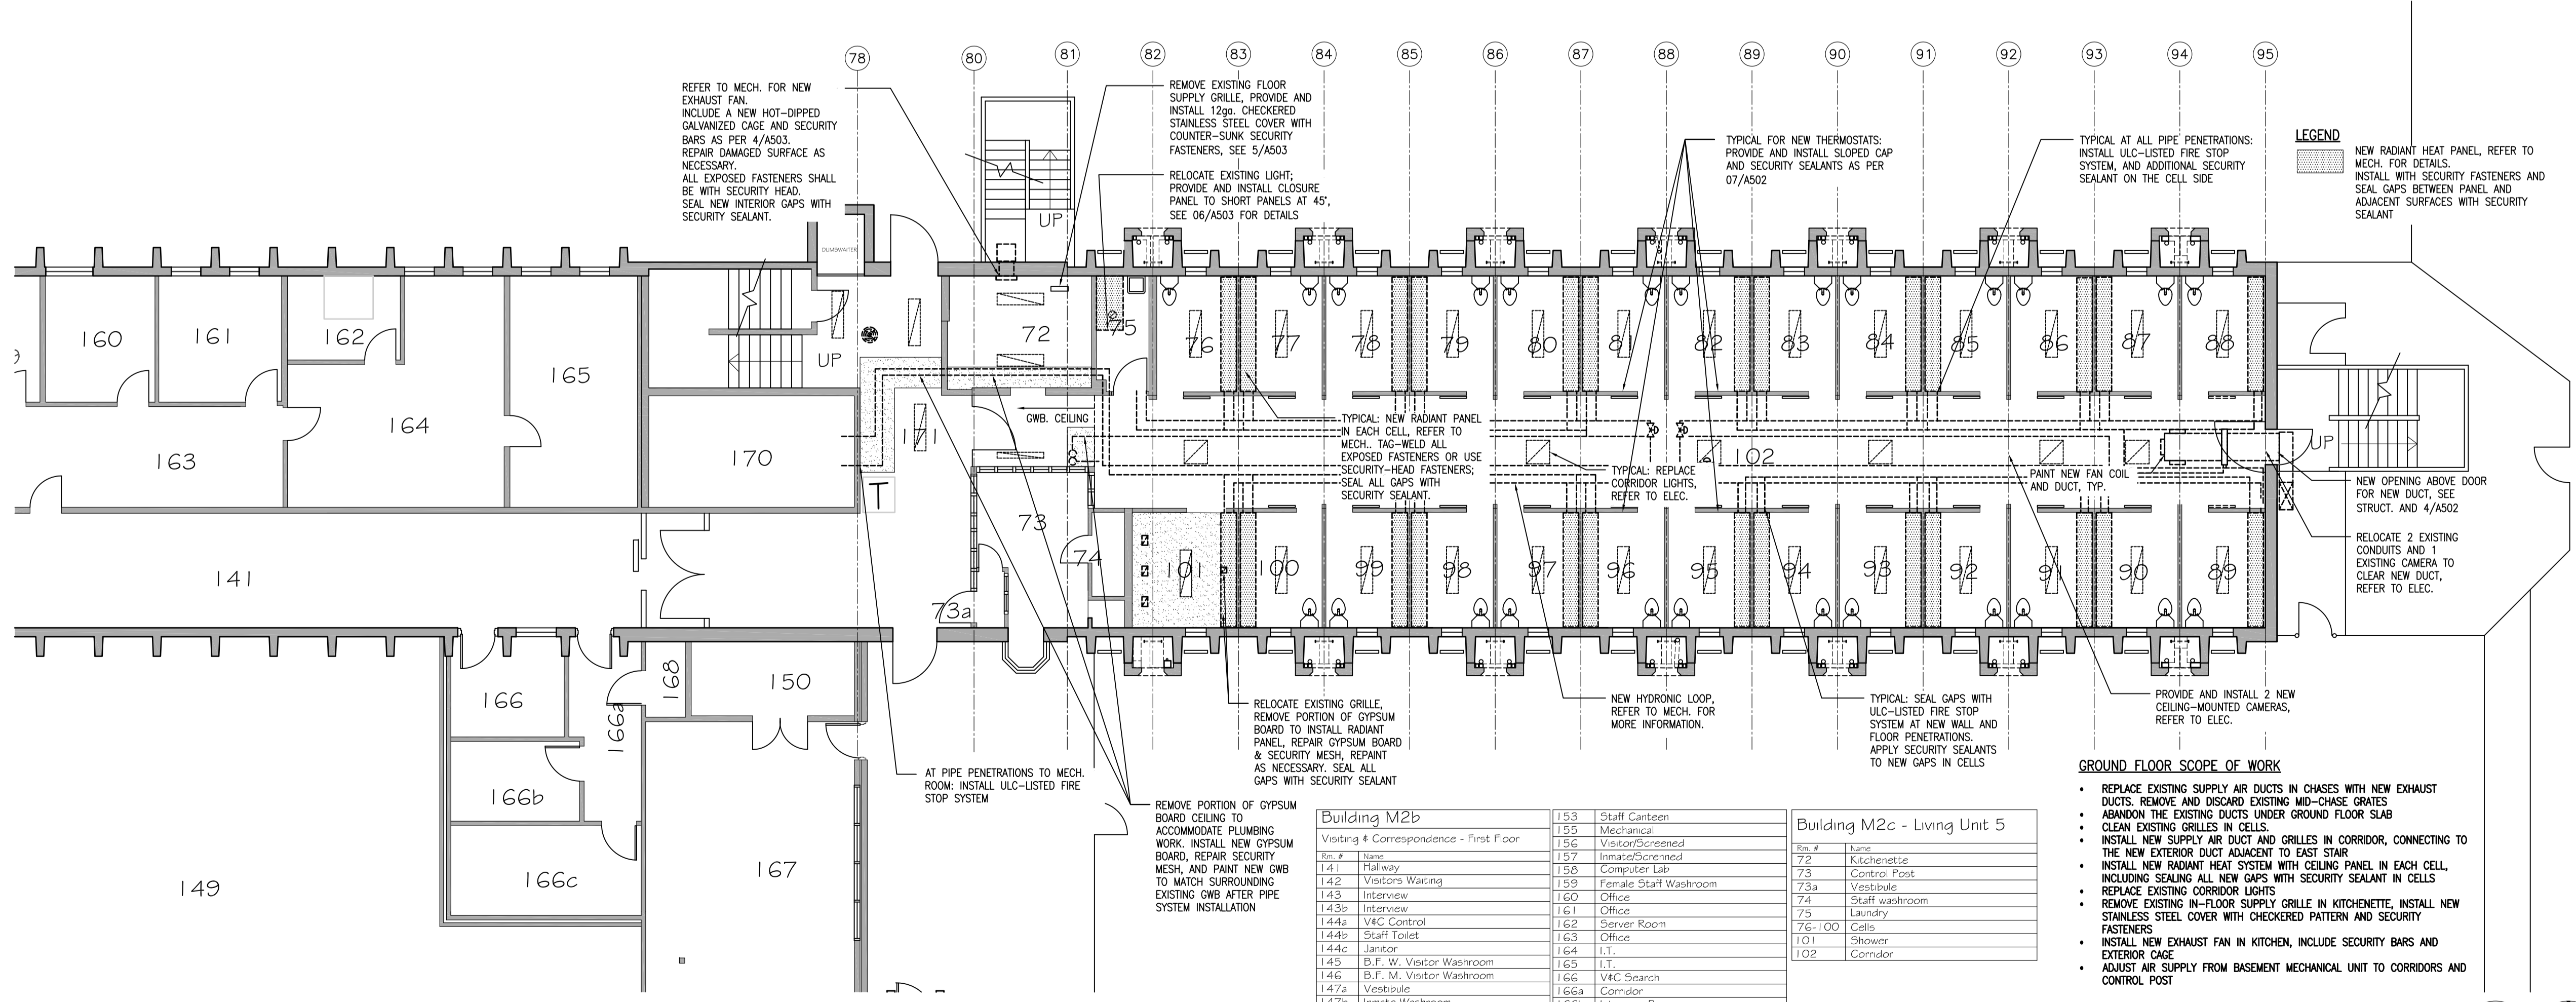 78
80
81
82
83
84
85
86
87
88
89
90
91
92
93
94
95
REFER TO MECH. FOR NEW
EXHAUST FAN.
INCLUDE A NEW HOT-DIPPED
GALVANIZED CAGE AND SECURITY
BARS AS PER 4/A503.
REPAIR DAMAGED SURFACE AS
NECESSARY.
ALL EXPOSED FASTENERS SHALL
BE WITH SECURITY HEAD.
SEAL NEW INTERIOR GAPS WITH
SECURITY SEALANT.
REMOVE EXISTING FLOOR
SUPPLY GRILLE, PROVIDE AND
INSTALL 12ga. CHECKERED
STAINLESS STEEL COVER WITH
COUNTER-SUNK SECURITY
FASTENERS, SEE 5/A503
RELOCATE EXISTING LIGHT;
PROVIDE AND INSTALL CLOSURE
PANEL TO SHORT PANELS AT 45°,
SEE 06/A503 FOR DETAILS
TYPICAL FOR NEW THERMOSTATS:
PROVIDE AND INSTALL SLOPED CAP
AND SECURITY SEALANTS AS PER
07/A502
TYPICAL AT ALL PIPE PENETRATIONS:
INSTALL ULC-LISTED FIRE STOP
SYSTEM, AND ADDITIONAL SECURITY
SEALANT ON THE CELL SIDE
LEGEND
NEW RADIANT HEAT PANEL, REFER TO
MECH. FOR DETAILS.
INSTALL WITH SECURITY FASTENERS AND
SEAL GAPS BETWEEN PANEL AND
ADJACENT SURFACES WITH SECURITY
SEALANT
UP
DUMBWAITER
160
161
162
165
164
163
170
UP
171
72
75
76
77
78
79
80
81
82
83
84
85
86
87
88
GWB. CEILING
TYPICAL: NEW RADIANT PANEL
IN EACH CELL, REFER TO
MECH.. TAG-WELD ALL
EXPOSED FASTENERS OR USE
SECURITY-HEAD FASTENERS;
SEAL ALL GAPS WITH
SECURITY SEALANT.
TYPICAL: REPLACE
CORRIDOR LIGHTS,
REFER TO ELEC.
102
PAINT NEW FAN COIL
AND DUCT, TYP.
UP
NEW OPENING ABOVE DOOR
FOR NEW DUCT, SEE
STRUCT. AND 4/A502
RELOCATE 2 EXISTING
CONDUITS AND 1
EXISTING CAMERA TO
CLEAR NEW DUCT,
REFER TO ELEC.
T
141
73
74
73a
101
100
99
98
97
96
95
94
93
92
91
90
89
166
166a
168
150
166b
166c
167
149
AT PIPE PENETRATIONS TO MECH.
ROOM: INSTALL ULC-LISTED FIRE
STOP SYSTEM
REMOVE PORTION OF GYPSUM
BOARD CEILING TO
ACCOMMODATE PLUMBING
WORK. INSTALL NEW GYPSUM
BOARD, REPAIR SECURITY
MESH, AND PAINT NEW GWB
TO MATCH SURROUNDING
EXISTING GWB AFTER PIPE
SYSTEM INSTALLATION
RELOCATE EXISTING GRILLE,
REMOVE PORTION OF GYPSUM
BOARD TO INSTALL RADIANT
PANEL, REPAIR GYPSUM BOARD
& SECURITY MESH, REPAINT
AS NECESSARY. SEAL ALL
GAPS WITH SECURITY SEALANT
NEW HYDRONIC LOOP,
REFER TO MECH. FOR
MORE INFORMATION.
TYPICAL: SEAL GAPS WITH
ULC-LISTED FIRE STOP
SYSTEM AT NEW WALL AND
FLOOR PENETRATIONS.
APPLY SECURITY SEALANTS
TO NEW GAPS IN CELLS
PROVIDE AND INSTALL 2 NEW
CEILING-MOUNTED CAMERAS,
REFER TO ELEC.
Building M2b
Visiting & Correspondence - First Floor
Rm. # Name
141 Hallway
142 Visitors Waiting
143 Interview
143b Interview
144a V&C Control
144b Staff Toilet
144c Janitor
145 B.F. W. Visitor Washroom
146 B.F. M. Visitor Washroom
147a Vestibule
147b Inmate Washroom
153 Staff Canteen
155 Mechanical
156 Visitor/Screened
157 Inmate/Screnned
158 Computer Lab
159 Female Staff Washroom
160 Office
161 Office
162 Server Room
163 Office
164 I.T.
165 I.T.
166 V&C Search
166a Corridor
Building M2c - Living Unit 5
Rm. # Name
72 Kitchenette
73 Control Post
73a Vestibule
74 Staff washroom
75 Laundry
76-100 Cells
101 Shower
102 Corridor
GROUND FLOOR SCOPE OF WORK
• REPLACE EXISTING SUPPLY AIR DUCTS IN CHASES WITH NEW EXHAUST
DUCTS. REMOVE AND DISCARD EXISTING MID-CHASE GRATES
• ABANDON THE EXISTING DUCTS UNDER GROUND FLOOR SLAB
• CLEAN EXISTING GRILLES IN CELLS.
• INSTALL NEW SUPPLY AIR DUCT AND GRILLES IN CORRIDOR, CONNECTING TO
THE NEW EXTERIOR DUCT ADJACENT TO EAST STAIR
• INSTALL NEW RADIANT HEAT SYSTEM WITH CEILING PANEL IN EACH CELL,
INCLUDING SEALING ALL NEW GAPS WITH SECURITY SEALANT IN CELLS
• REPLACE EXISTING CORRIDOR LIGHTS
• REMOVE EXISTING IN-FLOOR SUPPLY GRILLE IN KITCHENETTE, INSTALL NEW
STAINLESS STEEL COVER WITH CHECKERED PATTERN AND SECURITY
FASTENERS
• INSTALL NEW EXHAUST FAN IN KITCHEN, INCLUDE SECURITY BARS AND
EXTERIOR CAGE
• ADJUST AIR SUPPLY FROM BASEMENT MECHANICAL UNIT TO CORRIDORS AND
CONTROL POST